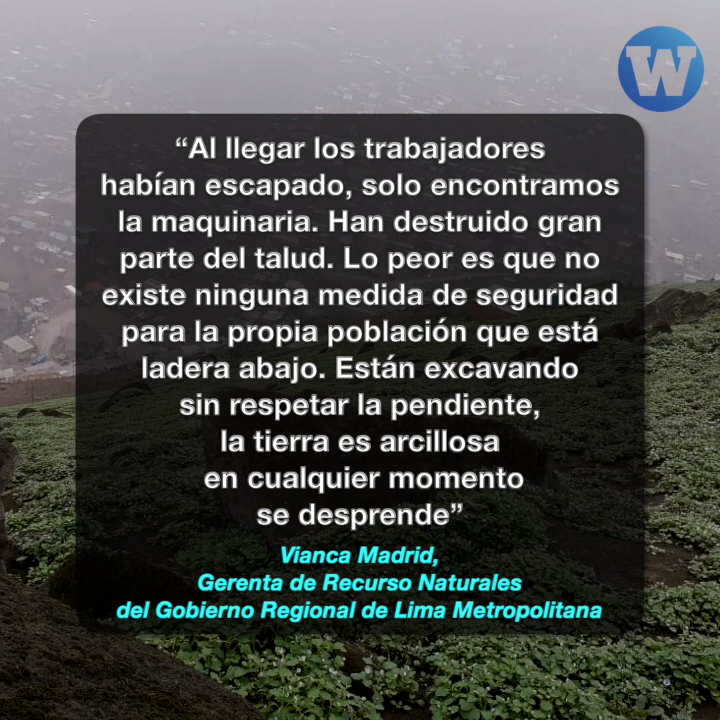 W
“Al llegar los trabajadores
habían escapado, solo encontramos
la maquinaria. Han destruido gran
parte del talud. Lo peor es que no
existe ninguna medida de seguridad
para la propia población que está
ladera abajo. Están excavando
sin respetar la pendiente,
la tierra es arcillosa
en cualquier momento
se desprende”
Vianca Madrid,
Gerenta de Recurso Naturales
del Gobierno Regional de Lima Metropolitana